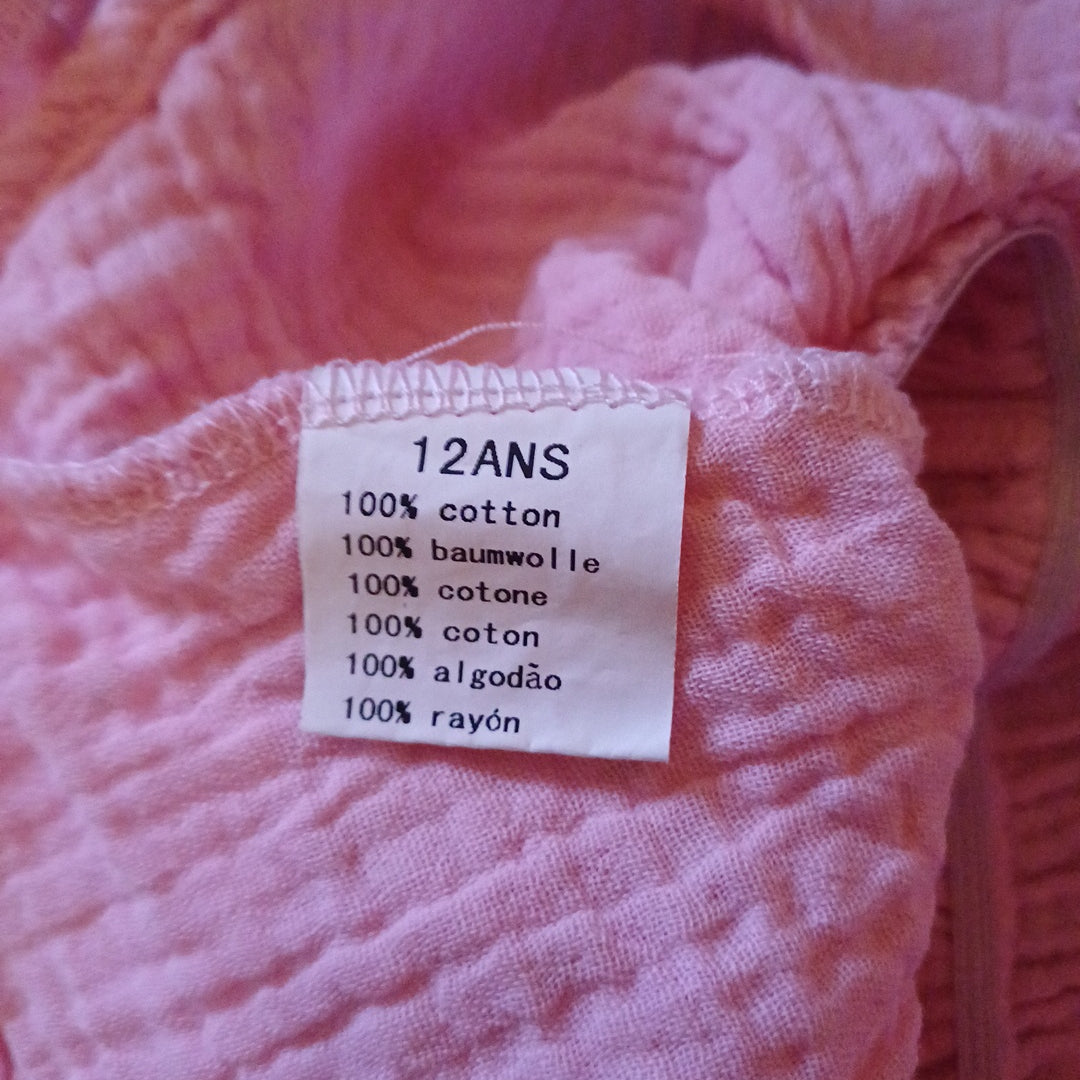 12ANS
100% cotton
100% baumwolle
100% cotone
100% coton
100% algodão
100% rayón